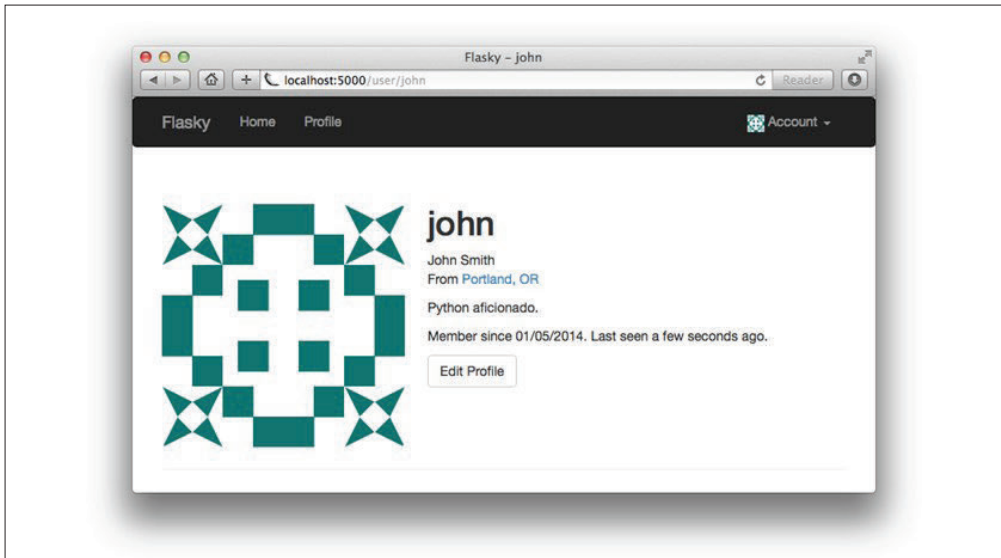 Flasky – john
localhost:5000/user/john
Reader
Flasky Home Profile Account
john
John Smith
From Portland, OR
Python aficionado.
Member since 01/05/2014. Last seen a few seconds ago.
Edit Profile